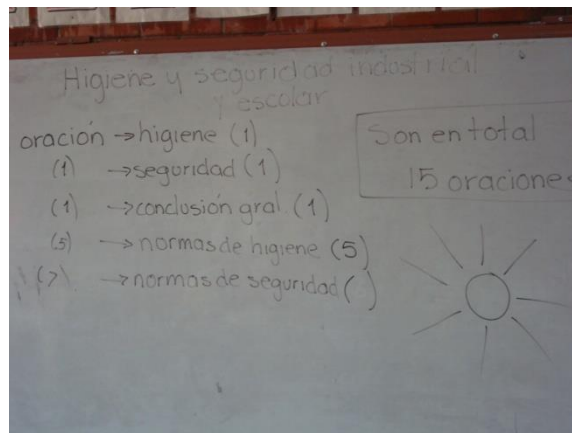 Higiene y seguridad industrial
y escolar
oración → higiene (1)
(1) → seguridad (1)
(1) → conclusión gral. (1)
(5) → normas de higiene (5)
→ normas de seguridad ( )
Son en total
15 oracione